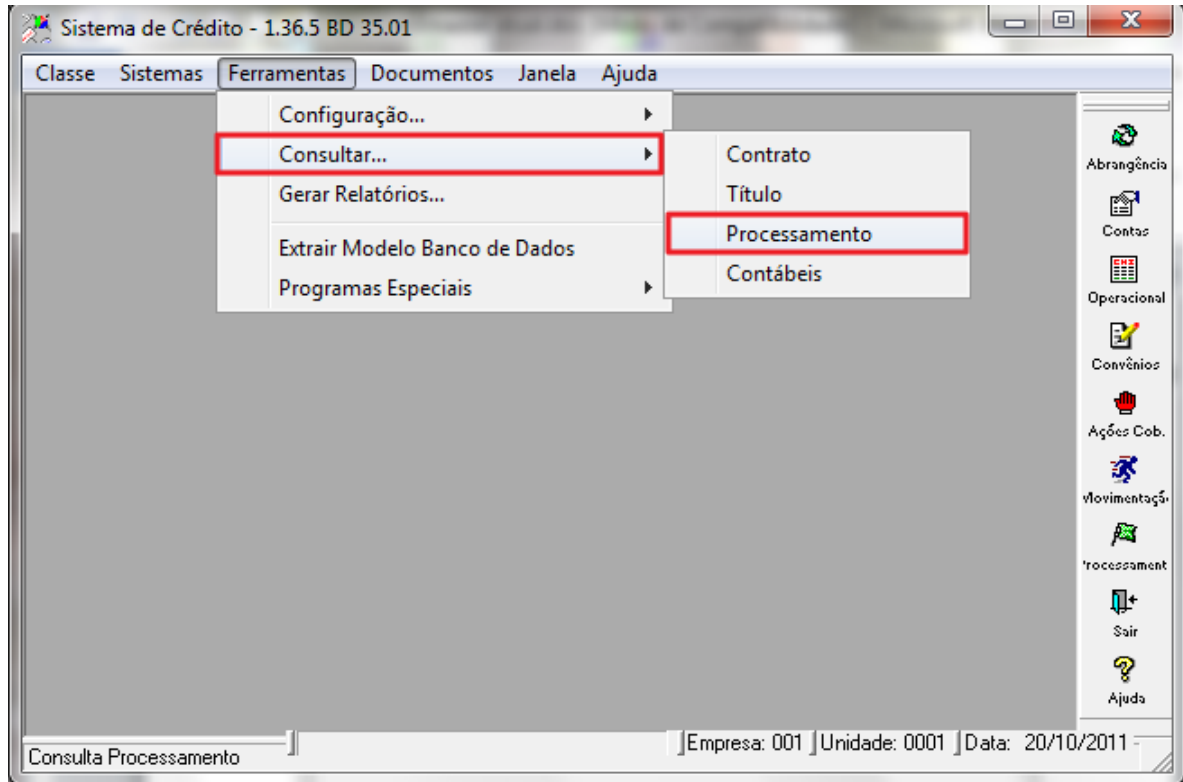 Sistema de Crédito - 1.36.5 BD 35.01
Classe Sistemas Ferramentas Documentos Janela Ajuda
Configuração...
Consultar...
Gerar Relatórios...
Extrair Modelo Banco de Dados
Programas Especiais
Contrato
Título
Processamento
Contábeis
Abrangência
Contas
Operacional
Convênios
Ações Cob.
Movimentaçã
rocessament
Sair
Ajuda
Consulta Processamento
Empresa: 001 Unidade: 0001 Data: 20/10/2011